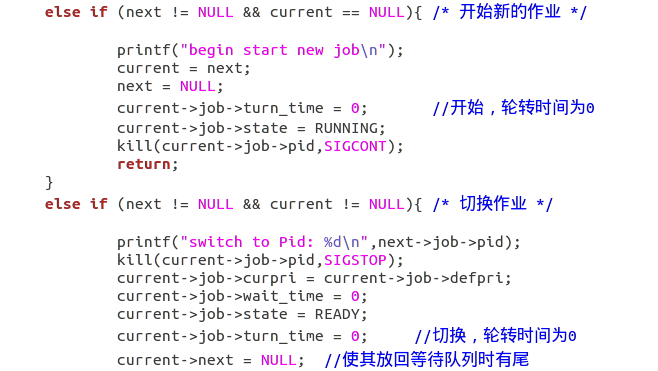 else if (next != NULL && current == NULL){ /* 开始新的作业 */
printf("begin start new job\n");
current = next;
next = NULL;
current->job->turn_time = 0; //开始，轮转时间为0
current->job->state = RUNNING;
kill(current->job->pid,SIGCONT);
return;
}
else if (next != NULL && current != NULL){ /* 切换作业 */
printf("switch to Pid: %d\n",next->job->pid);
kill(current->job->pid,SIGSTOP);
current->job->curpri = current->job->defpri;
current->job->wait_time = 0;
current->job->state = READY;
current->job->turn_time = 0; //切换，轮转时间为0
current->next = NULL; //使其放回等待队列时有尾